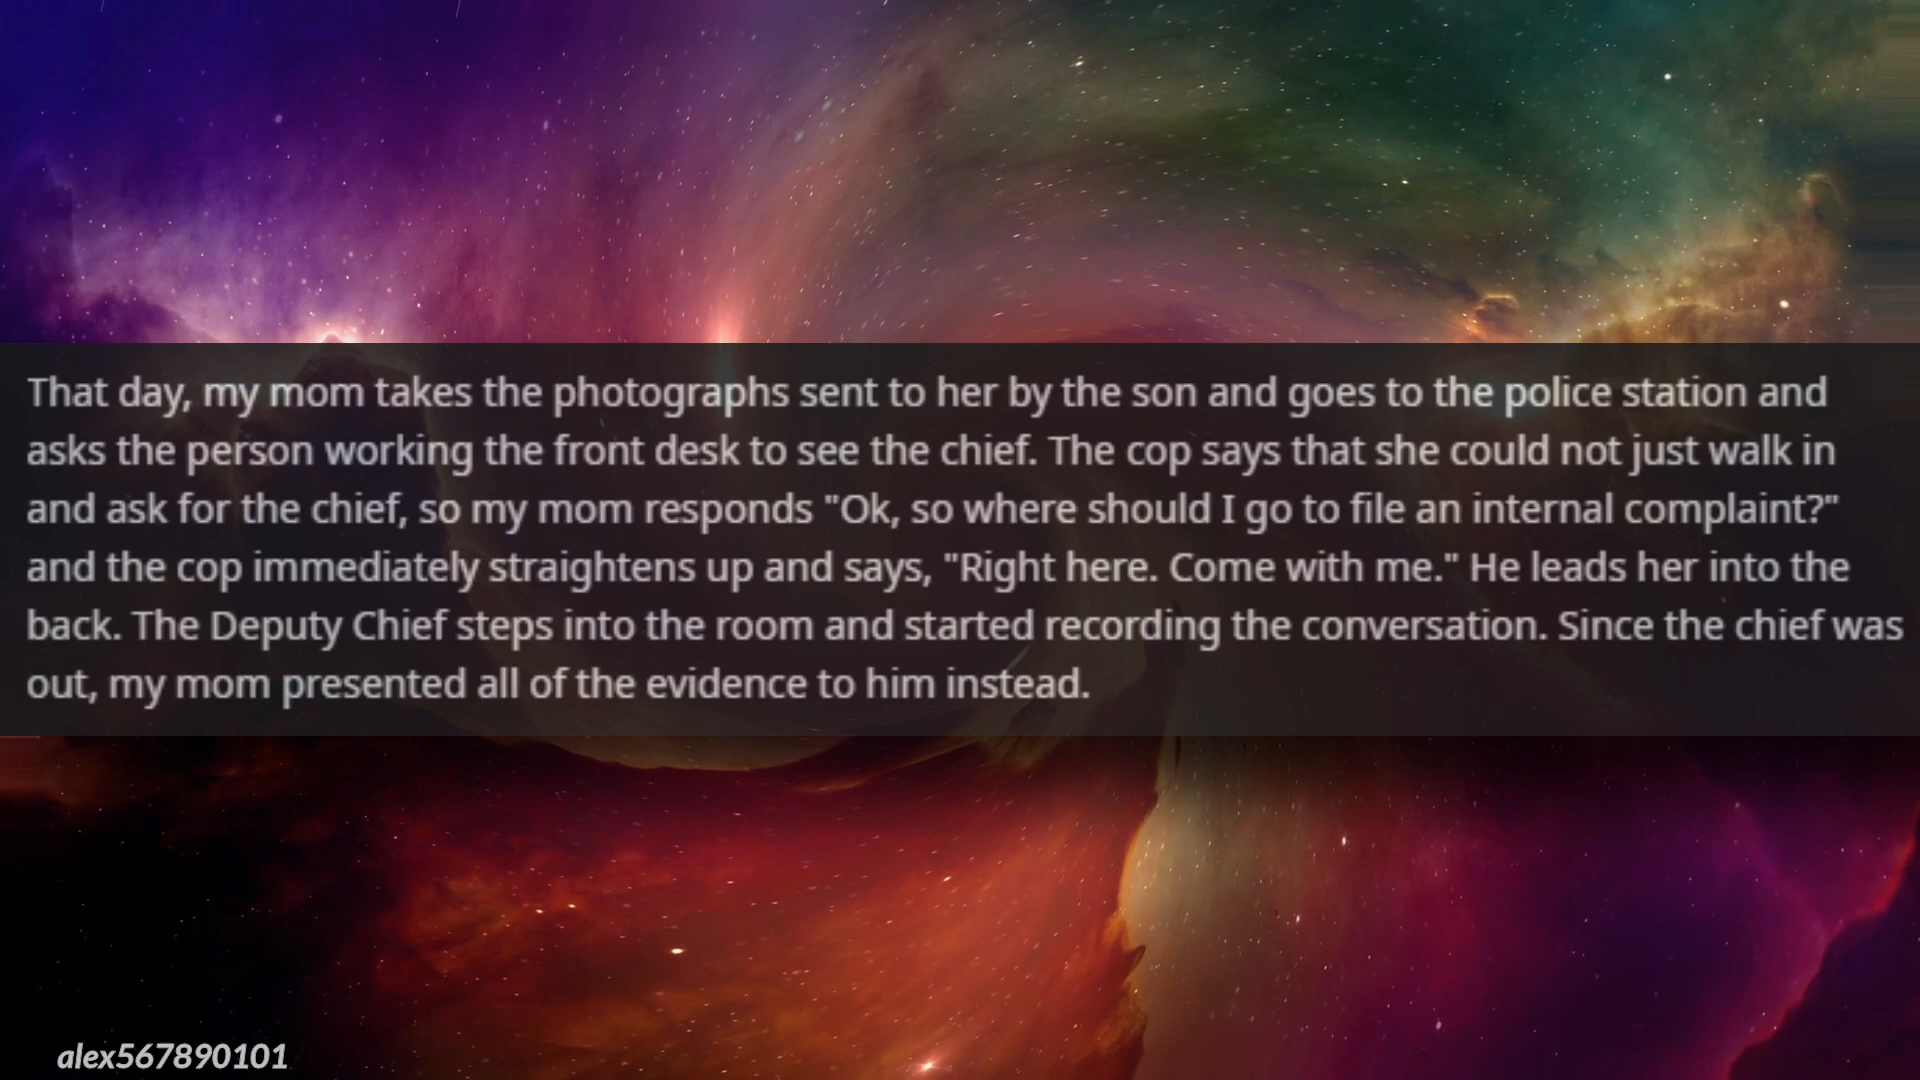 That day, my mom takes the photographs sent to her by the son and goes to the police station and
asks the person working the front desk to see the chief. The cop says that she could not just walk in
and ask for the chief, so my mom responds "Ok, so where should I go to file an internal complaint?"
and the cop immediately straightens up and says, "Right here. Come with me." He leads her into the
back. The Deputy Chief steps into the room and started recording the conversation. Since the chief was
out, my mom presented all of the evidence to him instead.
alex567890101